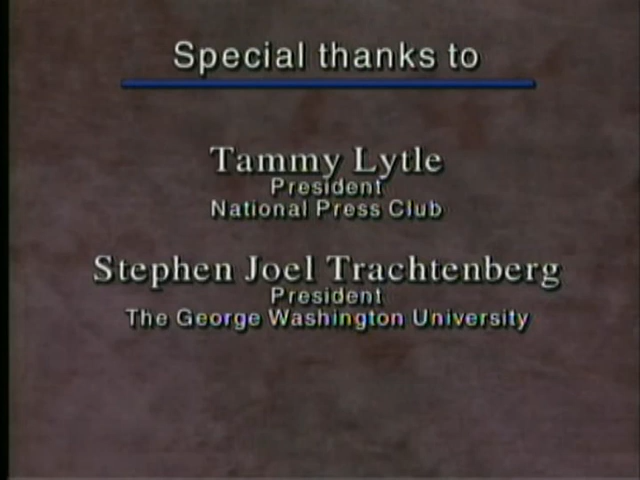 Special thanks to
Tammy Lytle
President
National Press Club
Stephen Joel Trachtenberg
President
The George Washington University